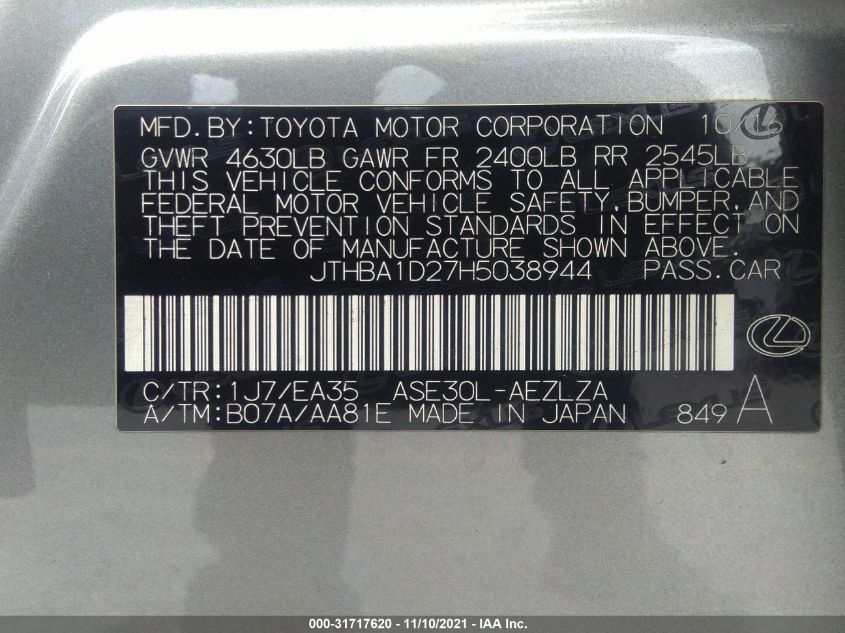 MFD.BY:TOYOTA MOTOR CORPORATION 10/16
GVWR 4630LB GAWR FR 2400LB RR 2545LB
THIS VEHICLE CONFORMS TO ALL APPLICABLE
FEDERAL MOTOR VEHICLE SAFETY,BUMPER,AND
THEFT PREVENTION STANDARDS IN EFFECT ON
THE DATE OF MANUFACTURE SHOWN ABOVE.
JTHBA1D27H5038944 PASS.CAR
C/TR:1J7/EA35 ASE30L-AEZLZA
A/TM:B07A/AA81E MADE IN JAPAN 849 A
000-31717620 - 11/10/2021 - IAA Inc.